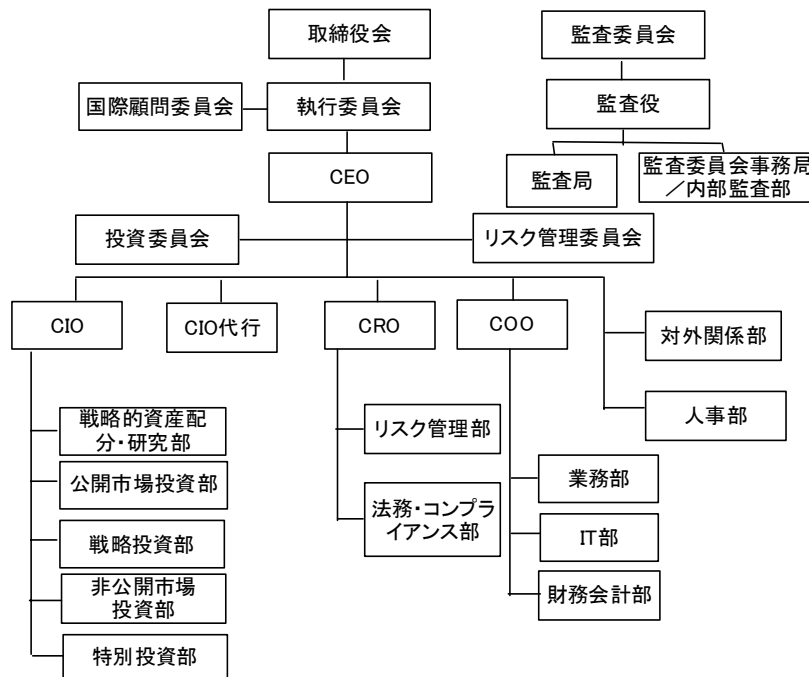 取締役会
監査委員会
国際顧問委員会
執行委員会
監査役
CEO
監査局
監査委員会事務局
／内部監査部
投資委員会
リスク管理委員会
CIO
CIO代行
CRO
COO
対外関係部
人事部
戦略的資産配
分・研究部
公開市場投資部
戦略投資部
非公開市場
投資部
特別投資部
リスク管理部
法務・コンプラ
イアンス部
業務部
IT部
財務会計部